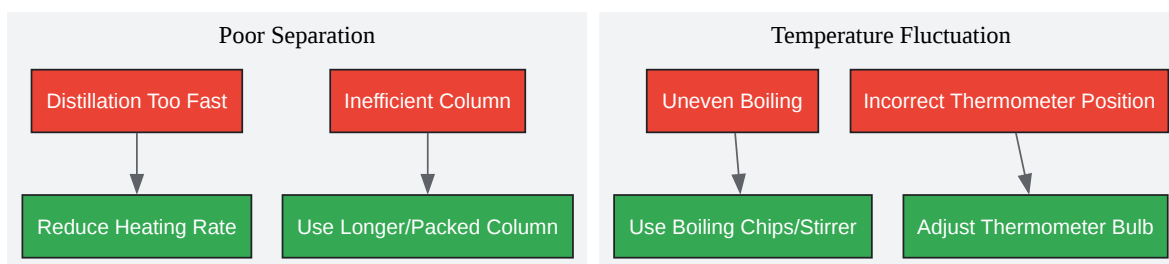 Poor Separation
Distillation Too Fast
Inefficient Column
Reduce Heating Rate
Use Longer/Packed Column
Temperature Fluctuation
Uneven Boiling
Incorrect Thermometer Position
Use Boiling Chips/Stirrer
Adjust Thermometer Bulb